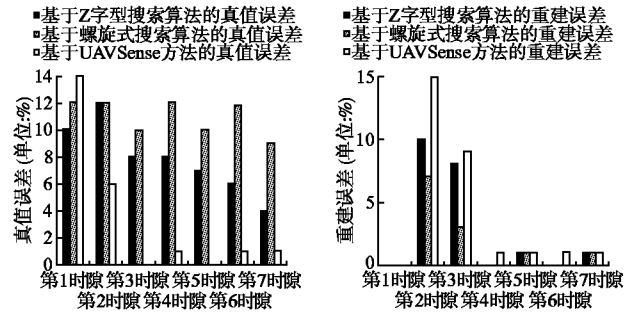 ■基于Z字型搜索算法的真值误差
■基于螺旋式搜索算法的真值误差
□基于UAVSense方法的真值误差
14
12
10
8
6
4
2
0
真值误差 (单位:%)
第1时隙 第3时隙 第5时隙 第7时隙
第2时隙 第4时隙 第6时隙
■基于Z字型搜索算法的重建误差
■基于螺旋式搜索算法的重建误差
□基于UAVSense方法的重建误差
15
10
5
0
重建误差 (单位:%)
第1时隙 第3时隙 第5时隙 第7时隙
第2时隙 第4时隙 第6时隙